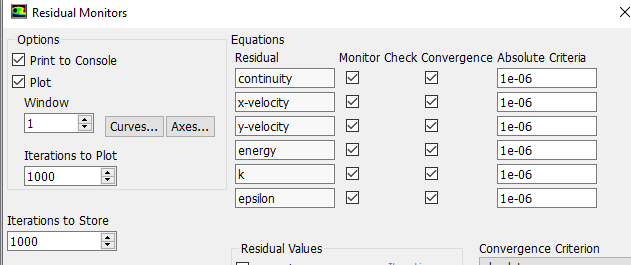 Residual Monitors
Options
Print to Console
Plot
Window
1
Curves... Axes...
Iterations to Plot
1000
Iterations to Store
1000
Equations
Residual Monitor Check Convergence Absolute Criteria
continuity 1e-06
x-velocity 1e-06
y-velocity 1e-06
energy 1e-06
k 1e-06
epsilon 1e-06
Residual Values
Convergence Criterion